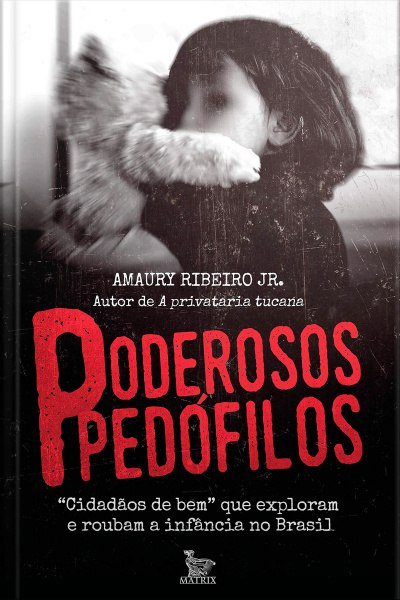 AMAURY RIBEIRO JR.
Autor de A privataria tucana
PODEROSOS
PEDÓFILOS
“Cidadãos de bem” que exploram
e roubam a infância no Brasil
MATRIX